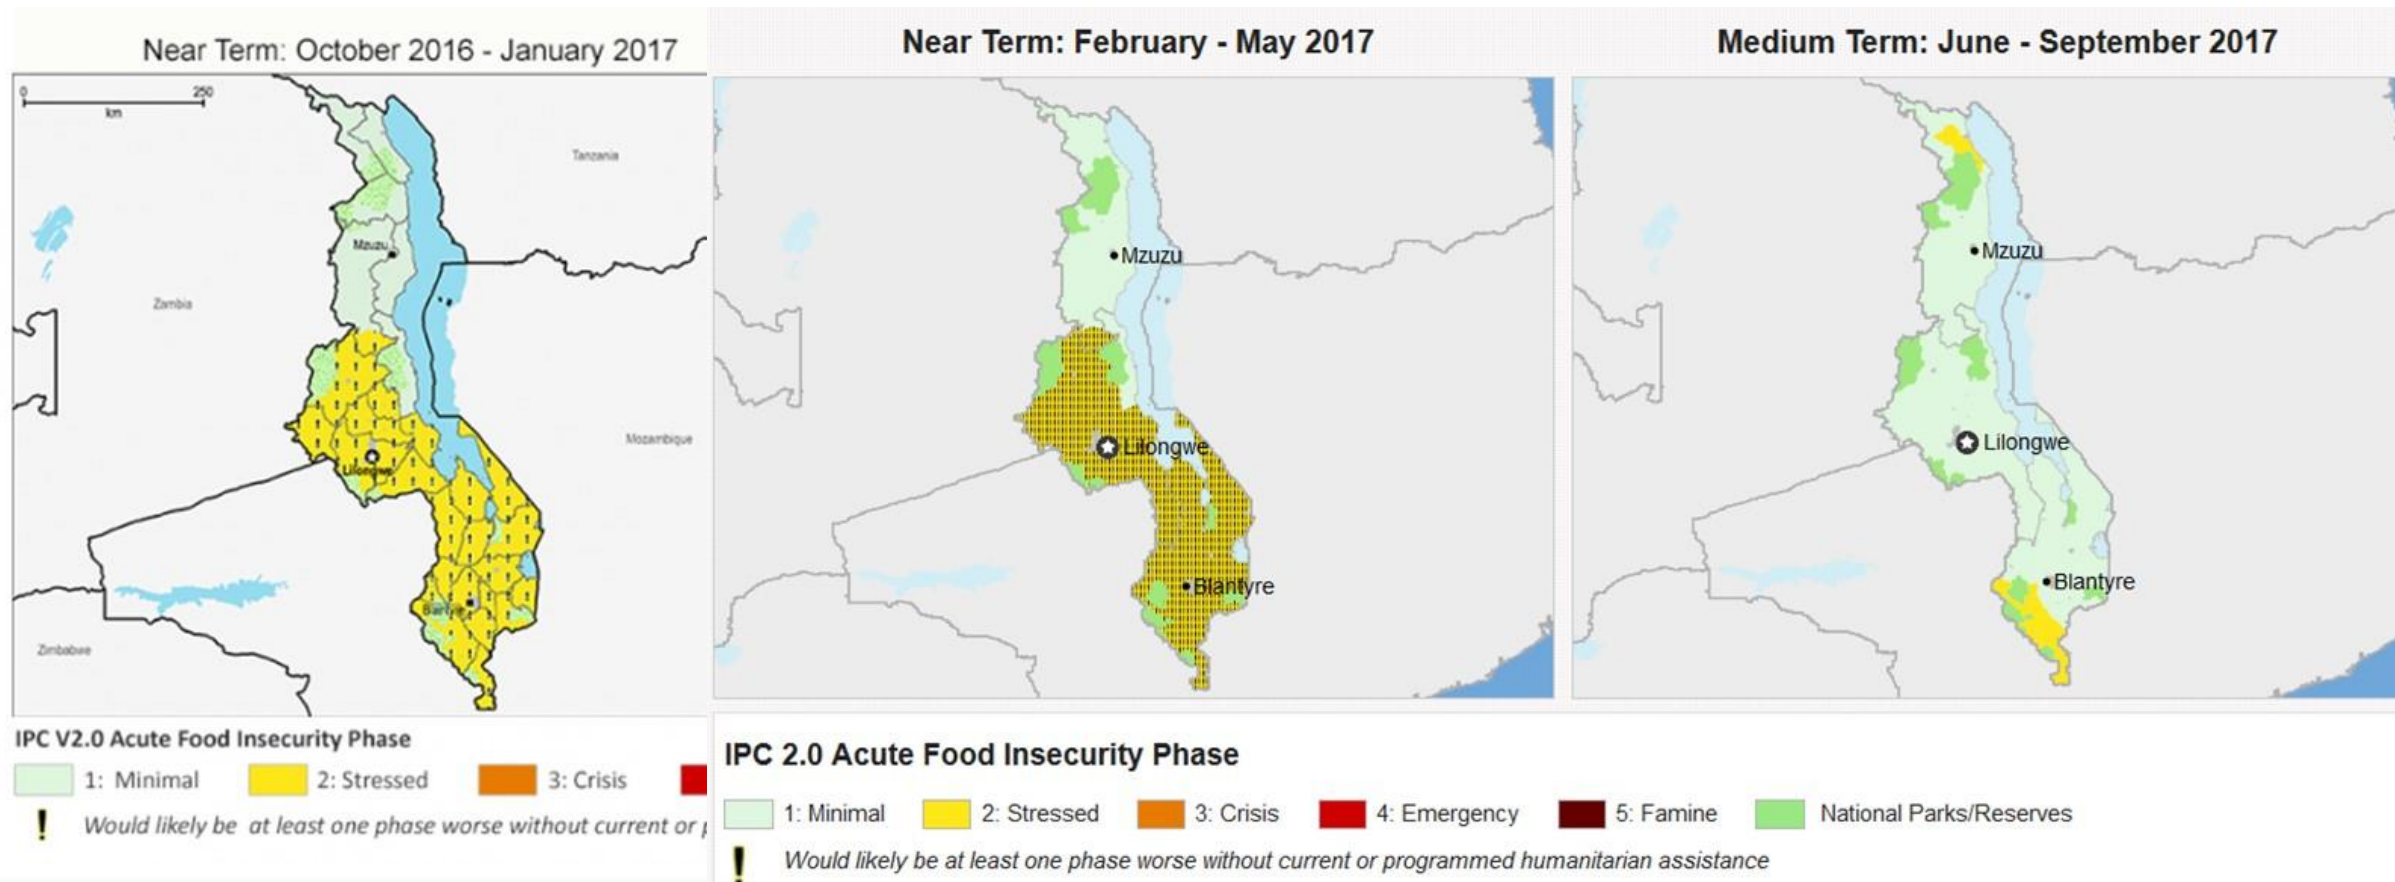 Near Term: October 2016 - January 2017
0 250
km
Tanzania
Mzuzu
Zambia
Mozambique
Lilongwe
Blantyre
Zimbabwe
IPC V2.0 Acute Food Insecurity Phase
1: Minimal 2: Stressed 3: Crisis
! Would likely be at least one phase worse without current or
Near Term: February - May 2017
Mzuzu
Lilongwe
Blantyre
Medium Term: June - September 2017
Mzuzu
Lilongwe
Blantyre
IPC 2.0 Acute Food Insecurity Phase
1: Minimal 2: Stressed 3: Crisis 4: Emergency 5: Famine National Parks/Reserves
! Would likely be at least one phase worse without current or programmed humanitarian assistance